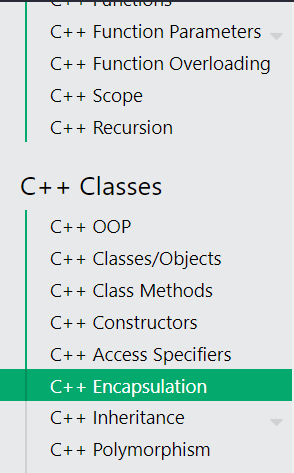 C++ Functions
C++ Function Parameters
C++ Function Overloading
C++ Scope
C++ Recursion
C++ Classes
C++ OOP
C++ Classes/Objects
C++ Class Methods
C++ Constructors
C++ Access Specifiers
C++ Encapsulation
C++ Inheritance
C++ Polymorphism